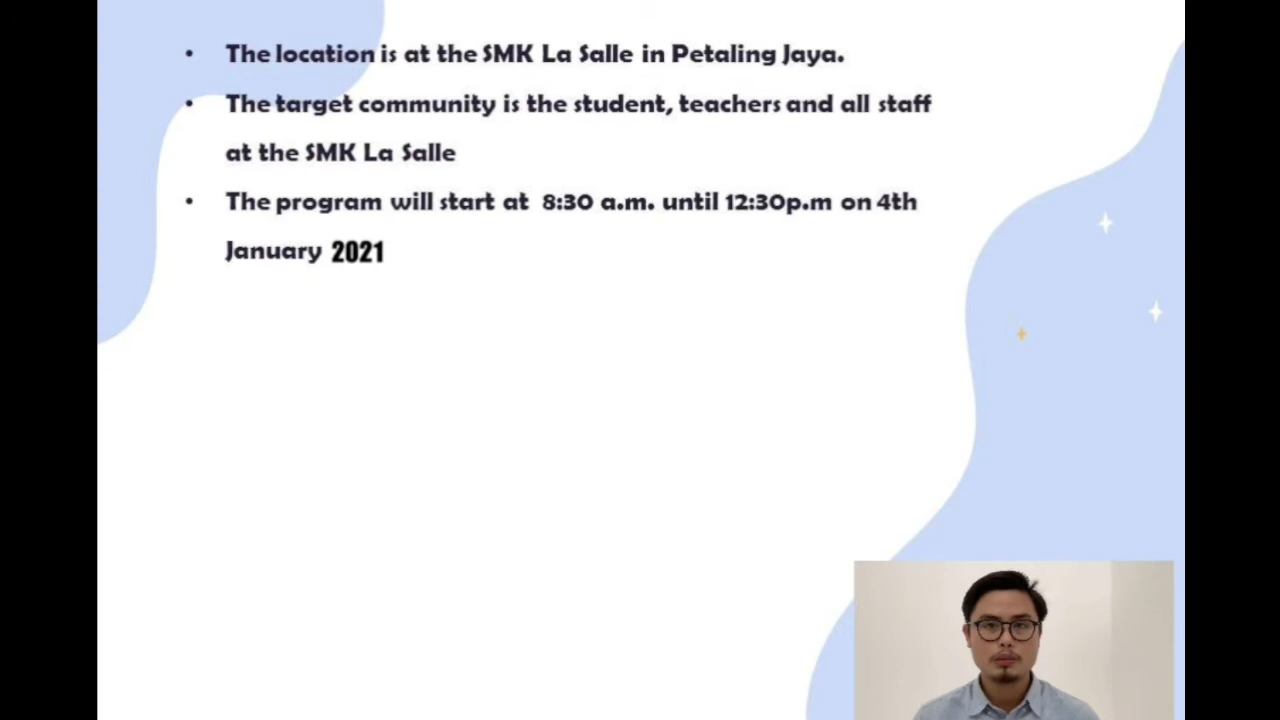 • The location is at the SMK La Salle in Petaling Jaya.
• The target community is the student, teachers and all staff
at the SMK La Salle
• The program will start at 8:30 a.m. until 12:30p.m on 4th
January 2021